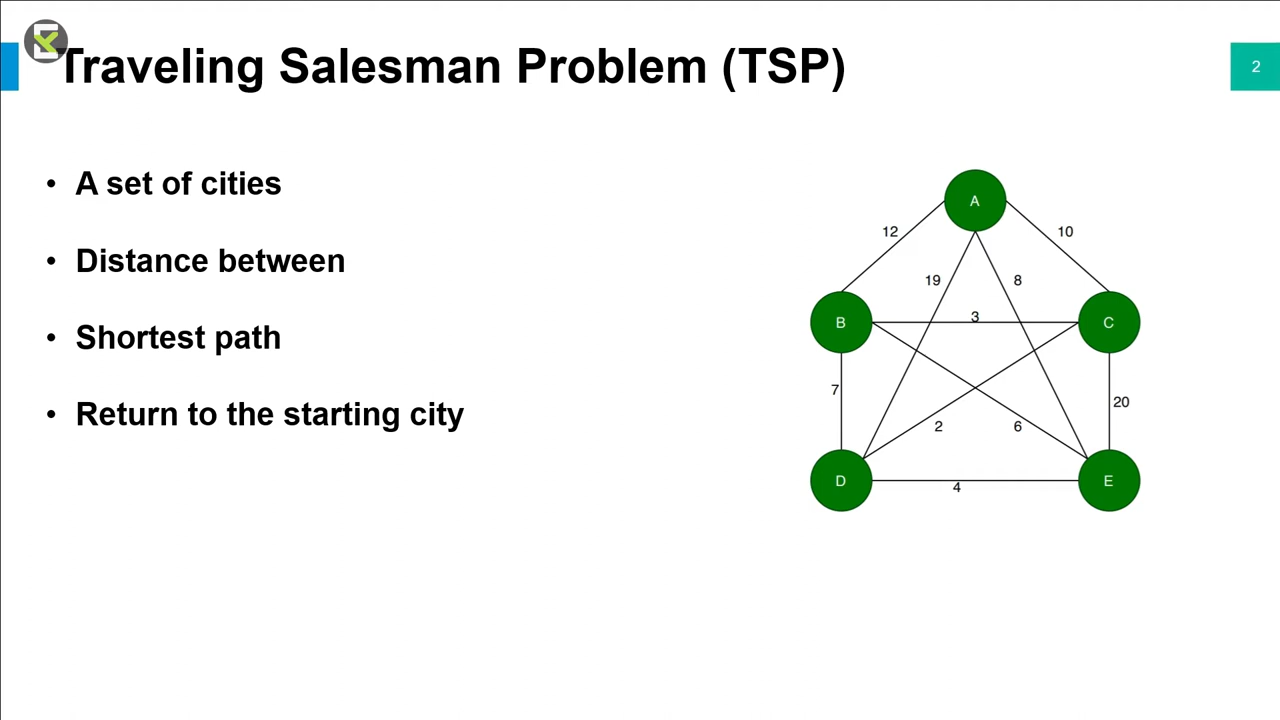 Traveling Salesman Problem (TSP)
2
• A set of cities
• Distance between
• Shortest path
• Return to the starting city
A
12
10
19
8
B
3
C
7
20
2
6
D
4
E